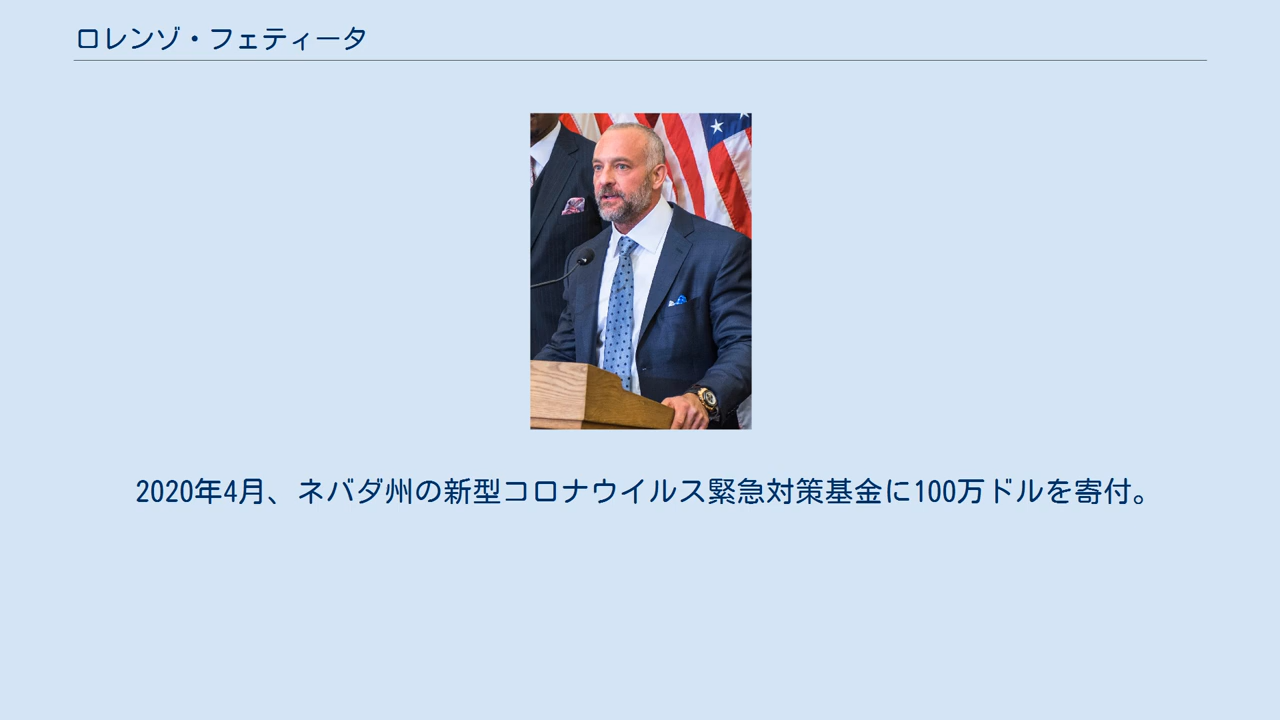 ロレンゾ・フェティータ
2020年4月、ネバダ州の新型コロナウイルス緊急対策基金に100万ドルを寄付。